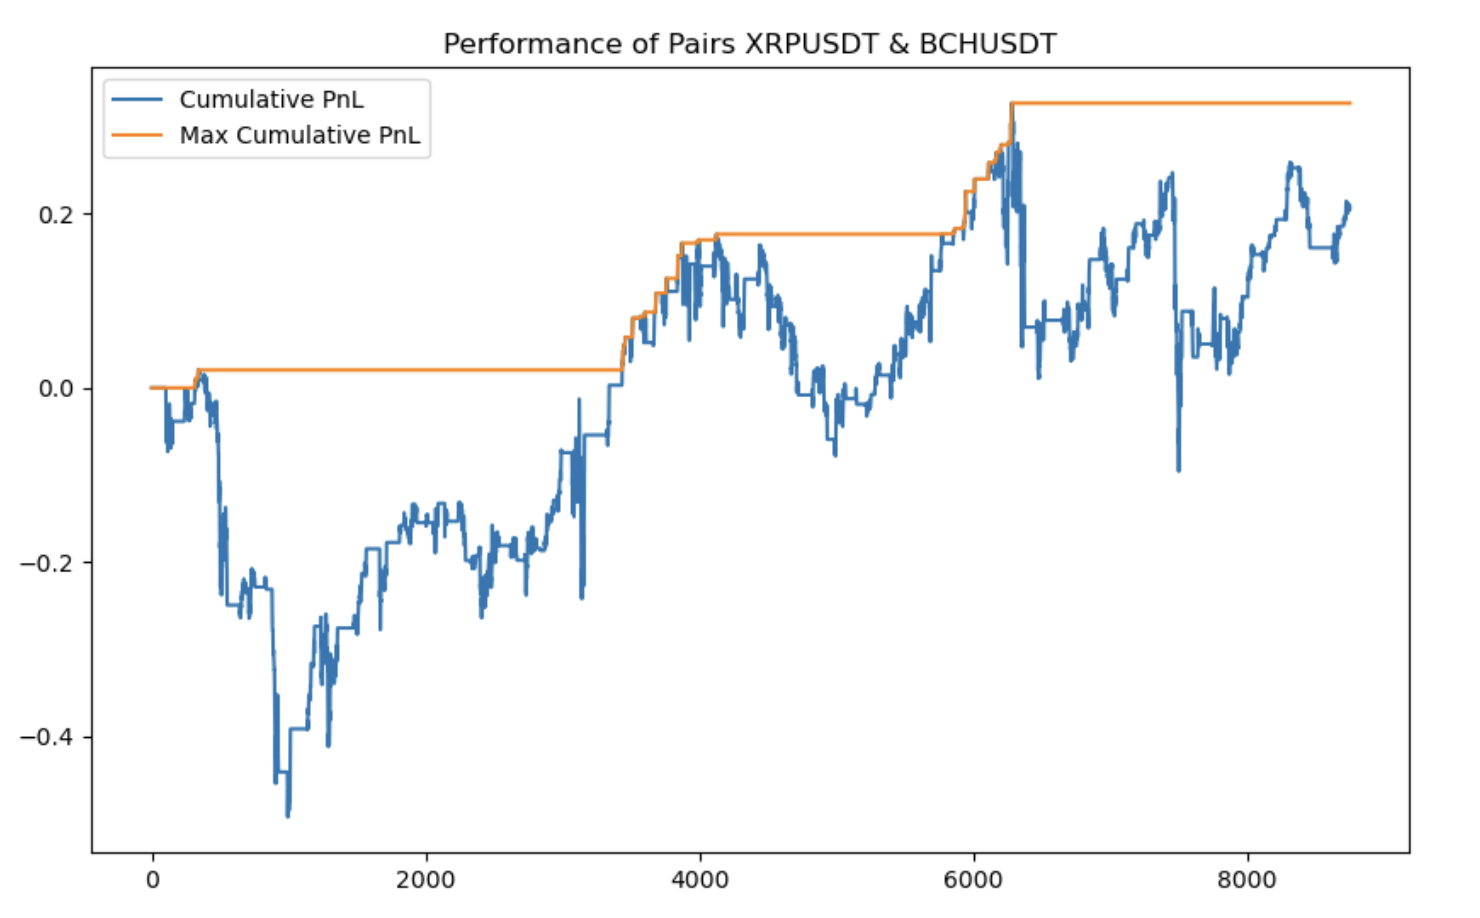 Performance of Pairs XRPUSDT & BCHUSDT
Cumulative PnL
Max Cumulative PnL
0.2
0.0
−0.2
−0.4
0 2000 4000 6000 8000